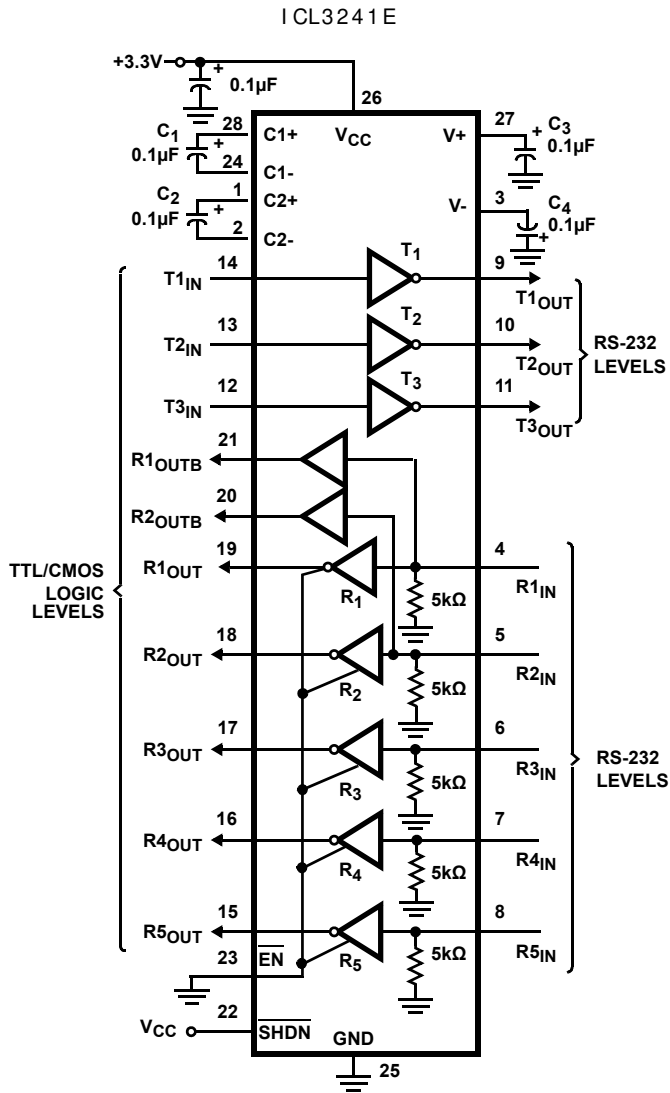 ICL3241E
+3.3V
+
0.1µF
26
28
C1+
VCC
V+
27
+
C3
0.1µF
C1
0.1µF
+
24
C1-
1
C2+
C2
0.1µF
+
2
C2-
V-
3
C4
0.1µF
+
T1
T1IN
14
9
T1OUT
T2
T2IN
13
10
T2OUT
T3
T3IN
12
11
T3OUT
RS-232
LEVELS
R1OUTB
21
R2OUTB
20
R1OUT
19
R1
5kΩ
4
R1IN
R2OUT
18
R2
5kΩ
5
R2IN
R3OUT
17
R3
5kΩ
6
R3IN
R4OUT
16
R4
5kΩ
7
R4IN
R5OUT
15
R5
5kΩ
8
R5IN
TTL/CMOS
LOGIC
LEVELS
RS-232
LEVELS
23
EN
22
VCC
SHDN
GND
25